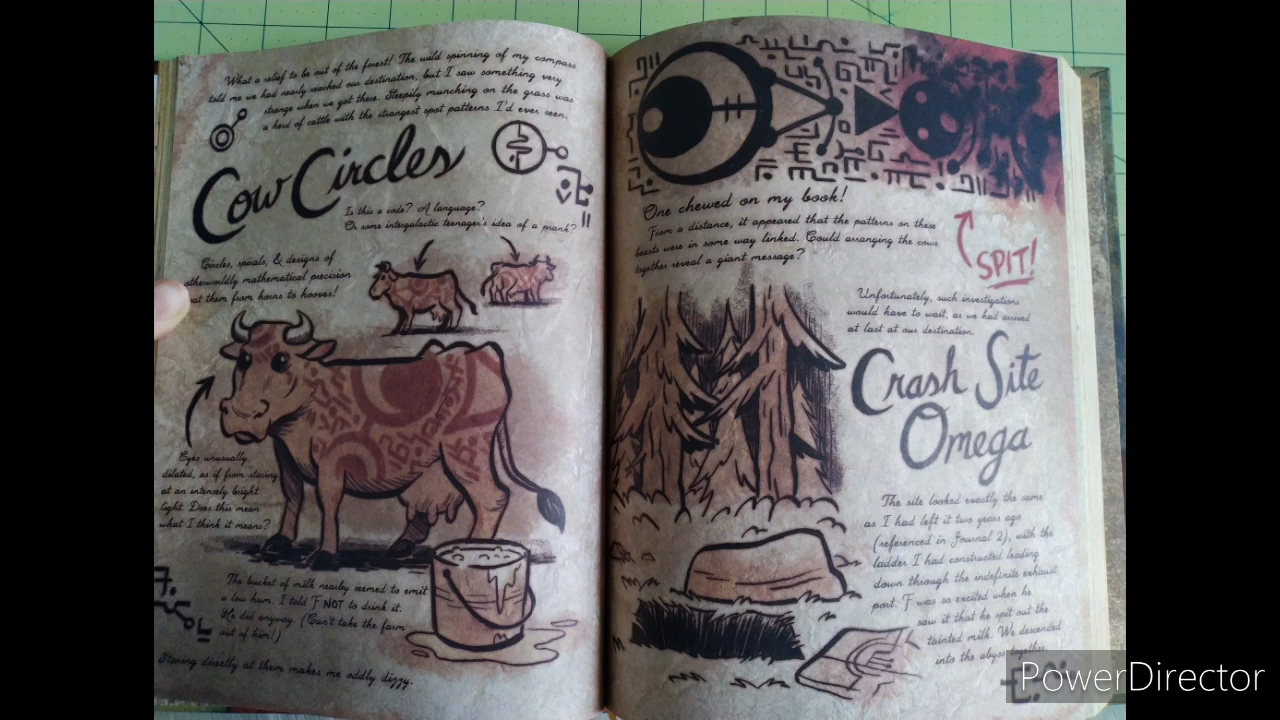 What a relief to be out of the forest! The wild spinning of my compass
told me we had nearly reached our destination, but I saw something very
strange when we got there. Sleepily munching on the grass was
a herd of cattle with the strangest spot patterns I'd ever seen.
Cow Circles
Is this a code? A language?
Or some intergalactic teenager's idea of a prank?
Circles, spirals, & designs of
otherworldly mathematical precision
at them from horns to hooves!
Eyes unusually
dilated, as if from staring
at an intensely bright
light. Does this mean
what I think it means?
The bucket of milk nearby seemed to emit
a low hum. I told F NOT to drink it.
He did anyway. (Can't take the farm
out of him!)
Staring directly at them makes me oddly dizzy.
One chewed on my book!
From a distance, it appeared that the patterns on these
beasts were in some way linked. Could arranging the cows
together reveal a giant message?
SPIT!
Unfortunately, such investigations
would have to wait, as we had arrived
at last at our destination.
Crash Site
Omega
The site looked exactly the same
as I had left it two years ago
(referenced in Journal 2), with the
ladder I had constructed leading
down through the indefinite exhaust
port. F was so excited when he
saw it that he spit out the
tainted milk. We descended
into the abyss together.
PowerDirector